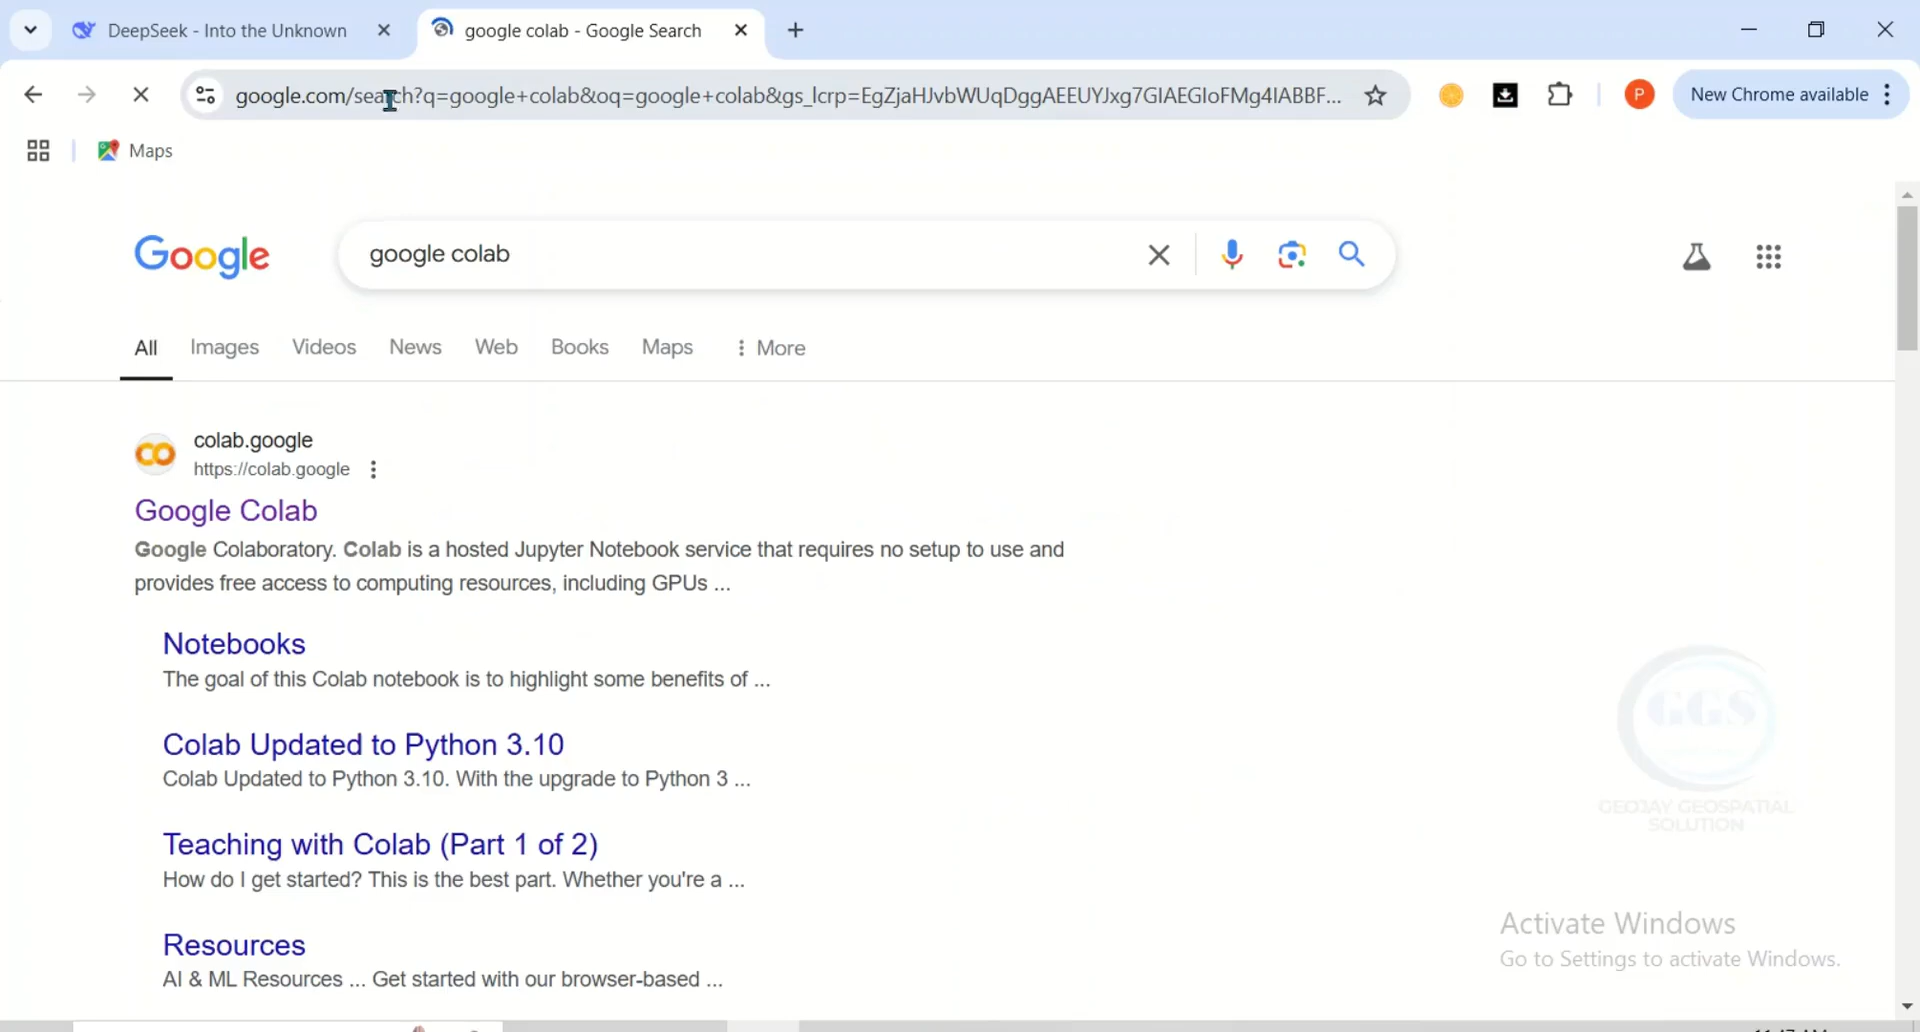 DeepSeek - Into the Unknown
google colab - Google Search
google.com/search?q=google+colab&oq=google+colab&gs_lcrp=EgZjaHJvbWUqDggAEEUYJxg7GIAEGIoFMg4IABBF...
P
New Chrome available
Maps
Google
google colab
All Images Videos News Web Books Maps More
colab.google
https://colab.google
Google Colab
Google Colaboratory. Colab is a hosted Jupyter Notebook service that requires no setup to use and
provides free access to computing resources, including GPUs ...
Notebooks
The goal of this Colab notebook is to highlight some benefits of ...
Colab Updated to Python 3.10
Colab Updated to Python 3.10. With the upgrade to Python 3 ...
Teaching with Colab (Part 1 of 2)
How do I get started? This is the best part. Whether you're a ...
Resources
AI & ML Resources ... Get started with our browser-based ...
GGS
GEOJAY GEOSPATIAL
SOLUTION
Activate Windows
Go to Settings to activate Windows.